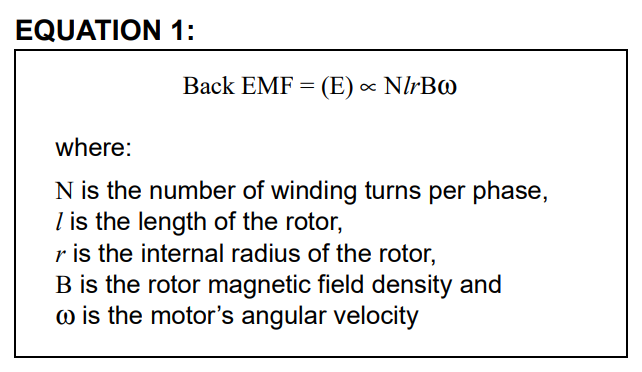 EQUATION 1:
Back EMF = (E) ∝ NlrBω
where:
N is the number of winding turns per phase,
l is the length of the rotor,
r is the internal radius of the rotor,
B is the rotor magnetic field density and
ω is the motor's angular velocity